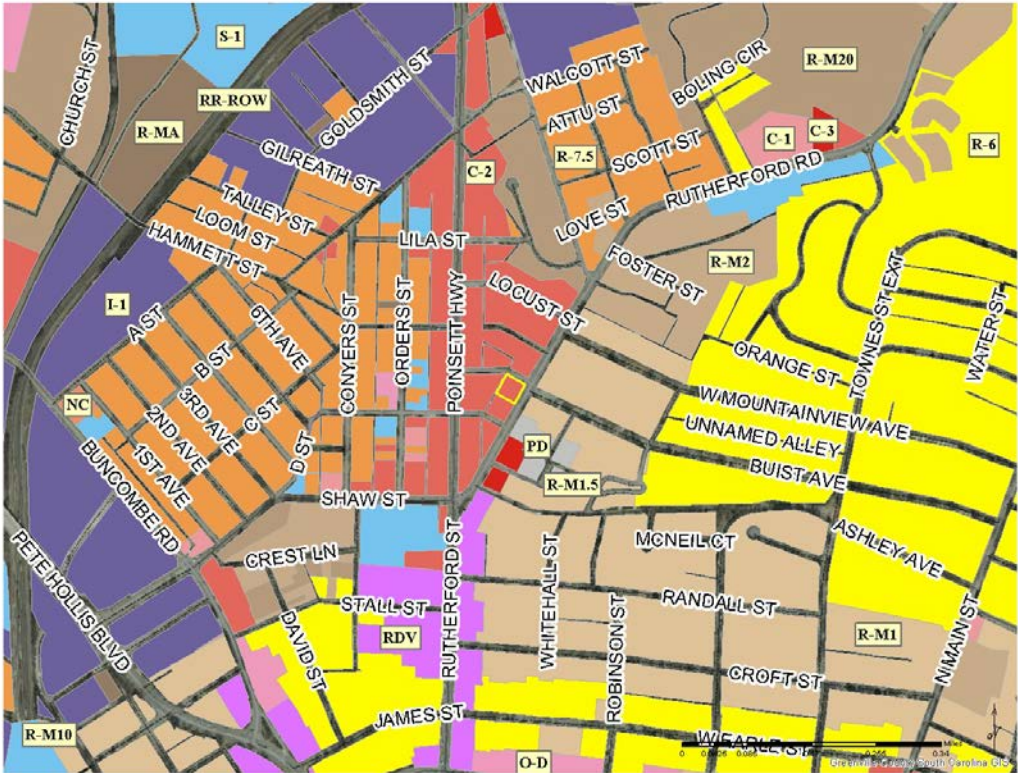 S-1
CHURCH ST
WALCOTT ST
BOLING CIR
R-M20
RR-ROW
GOLDSMITH ST
ATTU ST
R-MA
C-1
C-3
R-6
GILREATH ST
R-7.5
SCOTT ST
C-2
RUTHERFORD RD
TALLEY ST
LOOM ST
LOVE ST
HAMMETT ST
LILA ST
FOSTER ST
R-M2
I-1
LOCUST ST
A ST
6TH AVE
CONYERS ST
ORDERS ST
POINSETT HWY
TOWNES ST EXT
WATER ST
B ST
ORANGE ST
NC
3RD AVE
C ST
W MOUNTAINVIEW AVE
2ND AVE
UNNAMED ALLEY
D ST
PD
1ST AVE
BUIST AVE
BUNCOMBE RD
R-M1.5
SHAW ST
PETE HOLLIS BLVD
MCNEIL CT
ASHLEY AVE
CREST LN
RUTHERFORD ST
WHITEHALL ST
STALL ST
RANDALL ST
ROBINSON ST
RDV
DAVID ST
R-M1
N MAIN ST
CROFT ST
JAMES ST
R-M10
W EARLE ST
Miles
0.34
O-D
Greenville County South Carolina GIS